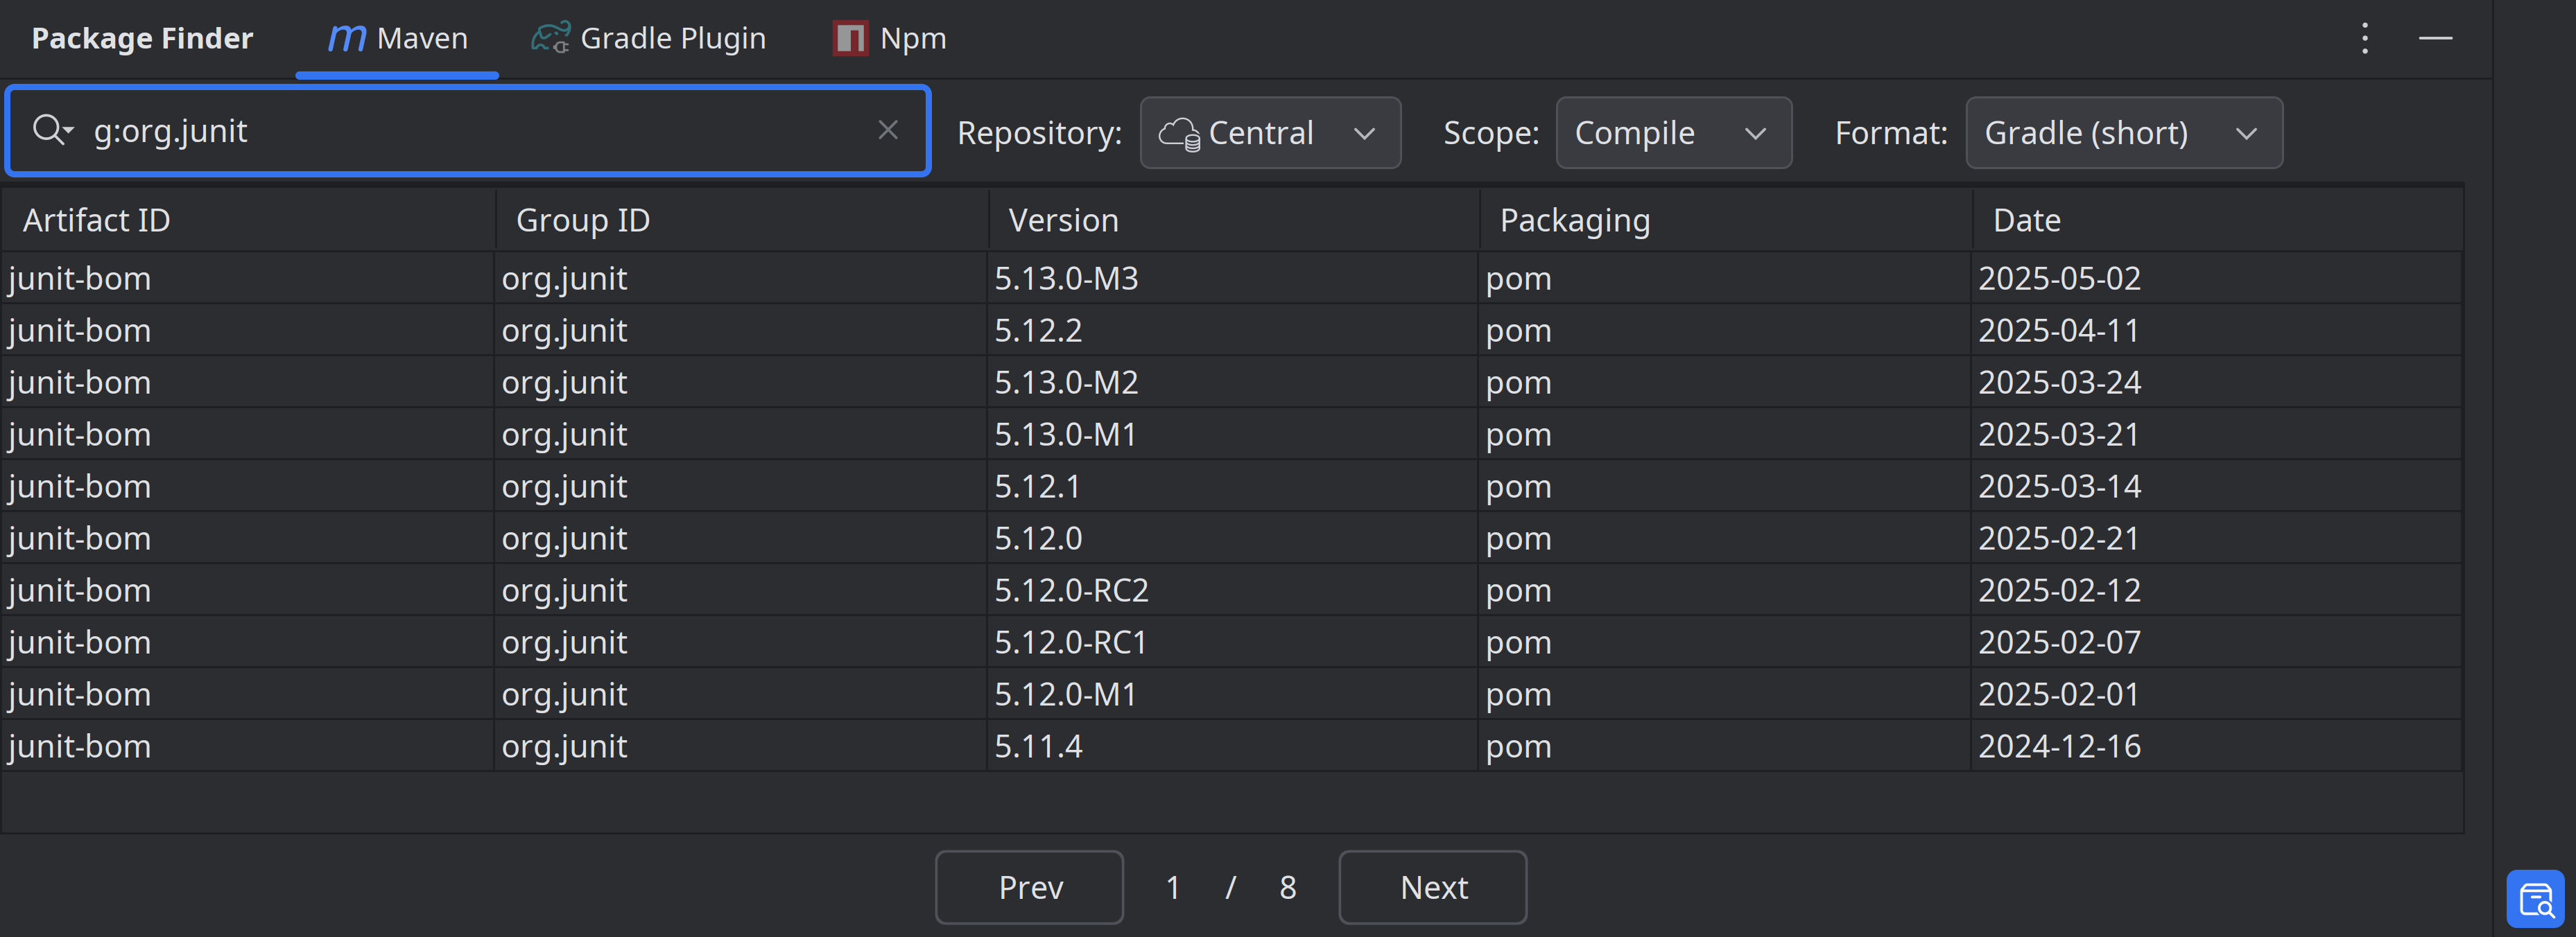 Package Finder m Maven Gradle Plugin n Npm
g:org.junit Repository: Central Scope: Compile Format: Gradle (short)
Artifact ID Group ID Version Packaging Date
junit-bom org.junit 5.13.0-M3 pom 2025-05-02
junit-bom org.junit 5.12.2 pom 2025-04-11
junit-bom org.junit 5.13.0-M2 pom 2025-03-24
junit-bom org.junit 5.13.0-M1 pom 2025-03-21
junit-bom org.junit 5.12.1 pom 2025-03-14
junit-bom org.junit 5.12.0 pom 2025-02-21
junit-bom org.junit 5.12.0-RC2 pom 2025-02-12
junit-bom org.junit 5.12.0-RC1 pom 2025-02-07
junit-bom org.junit 5.12.0-M1 pom 2025-02-01
junit-bom org.junit 5.11.4 pom 2024-12-16
Prev 1 / 8 Next